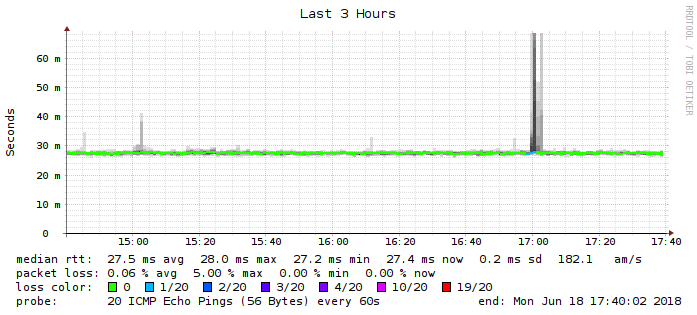 Last 3 Hours
RRDTOOL / TOBI OETIKER
Seconds
60 m
50 m
40 m
30 m
20 m
10 m
0
15:00 15:20 15:40 16:00 16:20 16:40 17:00 17:20 17:40
median rtt: 27.5 ms avg 28.0 ms max 27.2 ms min 27.4 ms now 0.2 ms sd 182.1 am/s
packet loss: 0.06 % avg 5.00 % max 0.00 % min 0.00 % now
loss color: 0 1/20 2/20 3/20 4/20 10/20 19/20
probe: 20 ICMP Echo Pings (56 Bytes) every 60s end: Mon Jun 18 17:40:02 2018